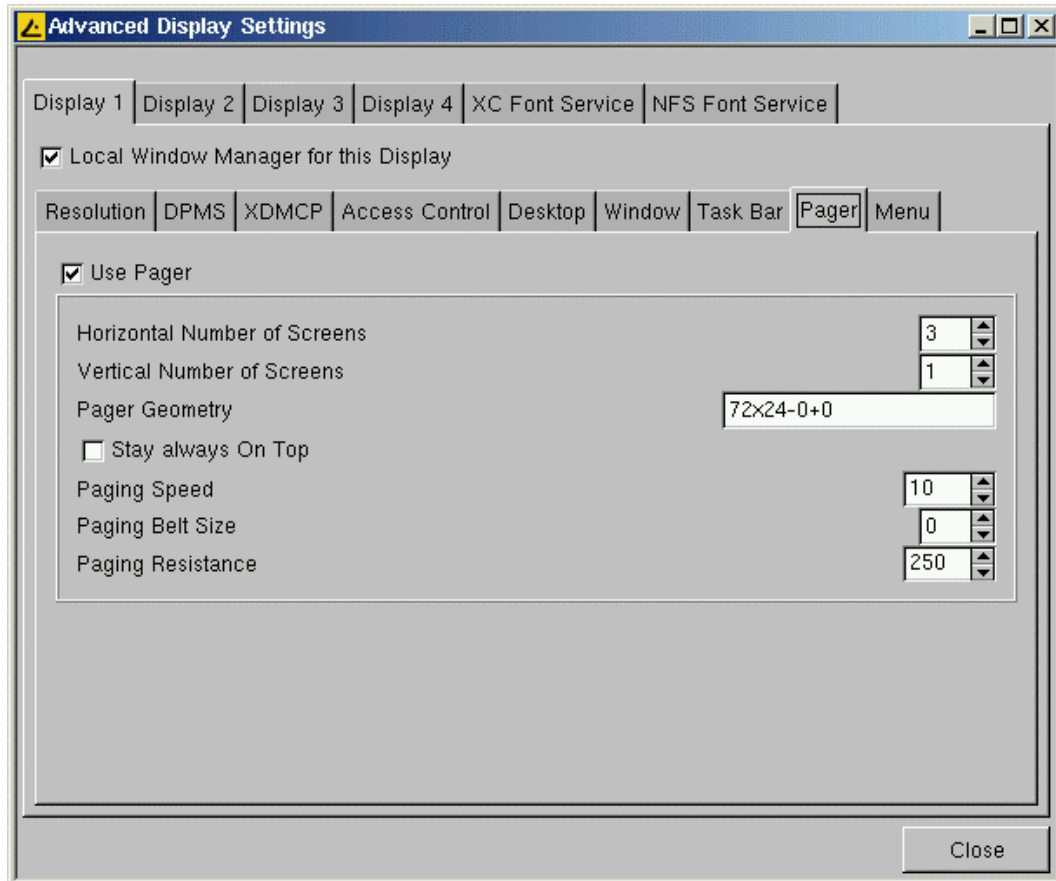 Advanced Display Settings
Display 1 Display 2 Display 3 Display 4 XC Font Service NFS Font Service
Local Window Manager for this Display
Resolution DPMS XDMCP Access Control Desktop Window Task Bar Pager Menu
Use Pager
Horizontal Number of Screens 3
Vertical Number of Screens 1
Pager Geometry 72x24-0+0
Stay always On Top
Paging Speed 10
Paging Belt Size 0
Paging Resistance 250
Close